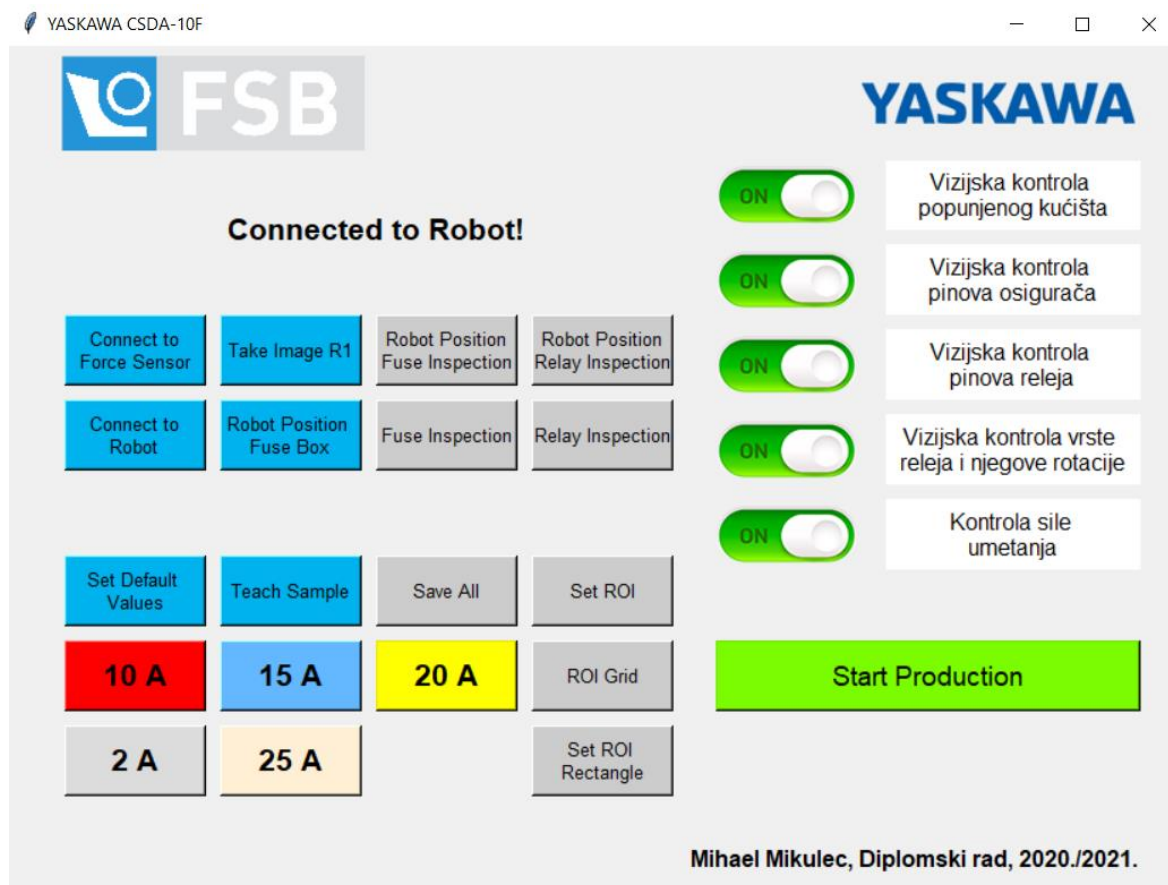 YASKAWA CSDA-10F
FSB
YASKAWA
Connected to Robot!
Connect to
Force Sensor
Take Image R1
Robot Position
Fuse Inspection
Robot Position
Relay Inspection
Connect to
Robot
Robot Position
Fuse Box
Fuse Inspection
Relay Inspection
Set Default
Values
Teach Sample
Save All
Set ROI
10 A
15 A
20 A
ROI Grid
2 A
25 A
Set ROI
Rectangle
ON
Vizijska kontrola
popunjenog kućišta
ON
Vizijska kontrola
pinova osigurača
ON
Vizijska kontrola
pinova releja
ON
Vizijska kontrola vrste
releja i njegove rotacije
ON
Kontrola sile
umetanja
Start Production
Mihael Mikulec, Diplomski rad, 2020./2021.